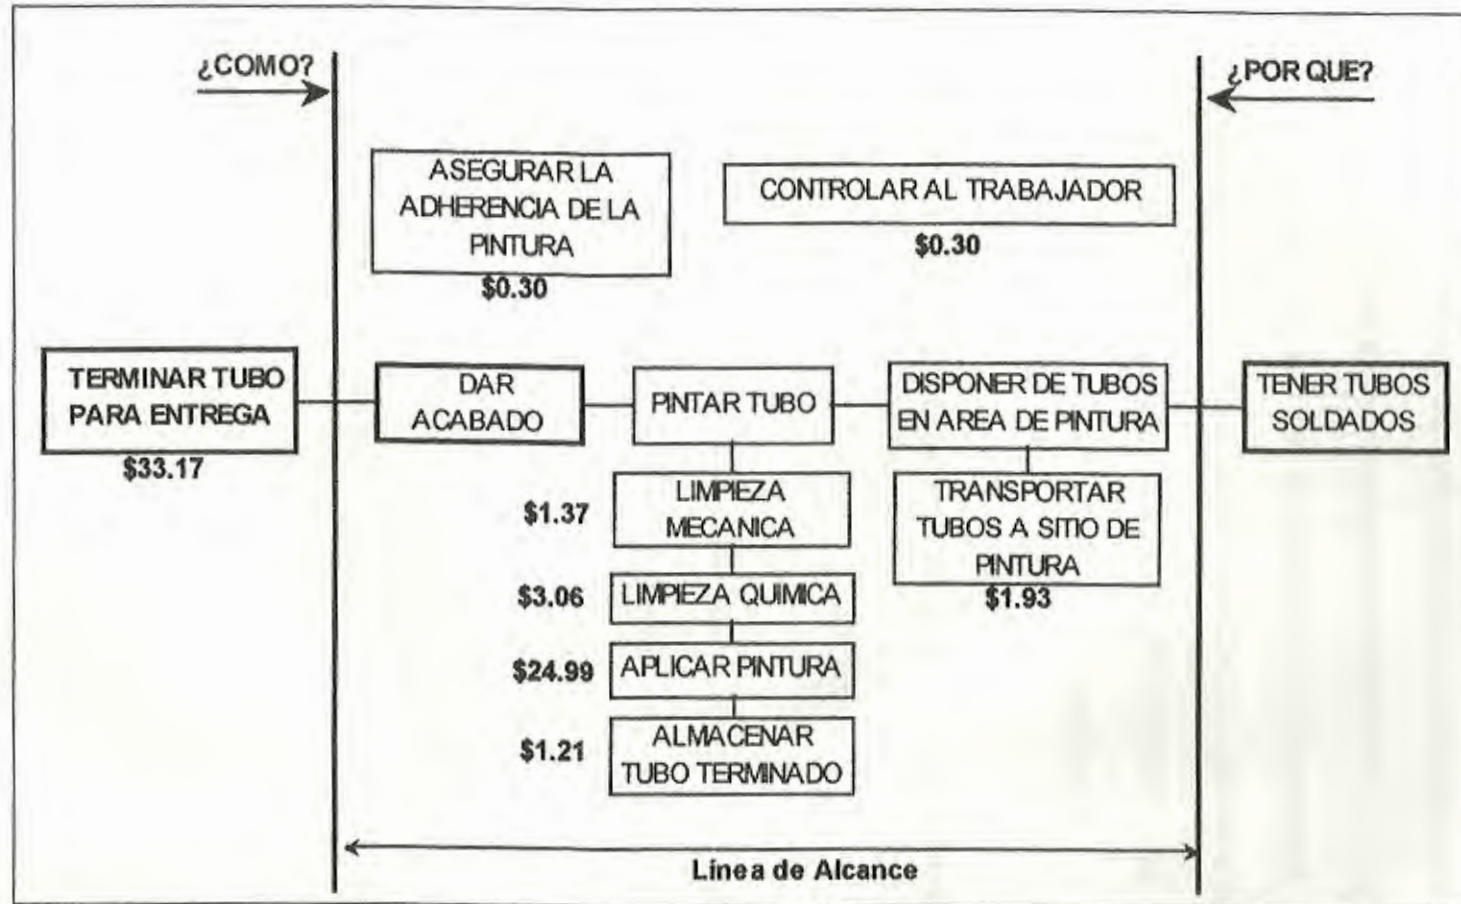 ¿COMO?
¿POR QUE?
ASEGURAR LA
ADHERENCIA DE LA
PINTURA
$0.30
CONTROLAR AL TRABAJADOR
$0.30
TERMINAR TUBO
PARA ENTREGA
$33.17
DAR
ACABADO
PINTAR TUBO
DISPONER DE TUBOS
EN AREA DE PINTURA
TENER TUBOS
SOLDADOS
$1.37
LIMPIEZA
MECANICA
TRANSPORTAR
TUBOS A SITIO DE
PINTURA
$1.93
$3.06
LIMPIEZA QUIMICA
$24.99
APLICAR PINTURA
$1.21
ALMACENAR
TUBO TERMINADO
Línea de Alcance